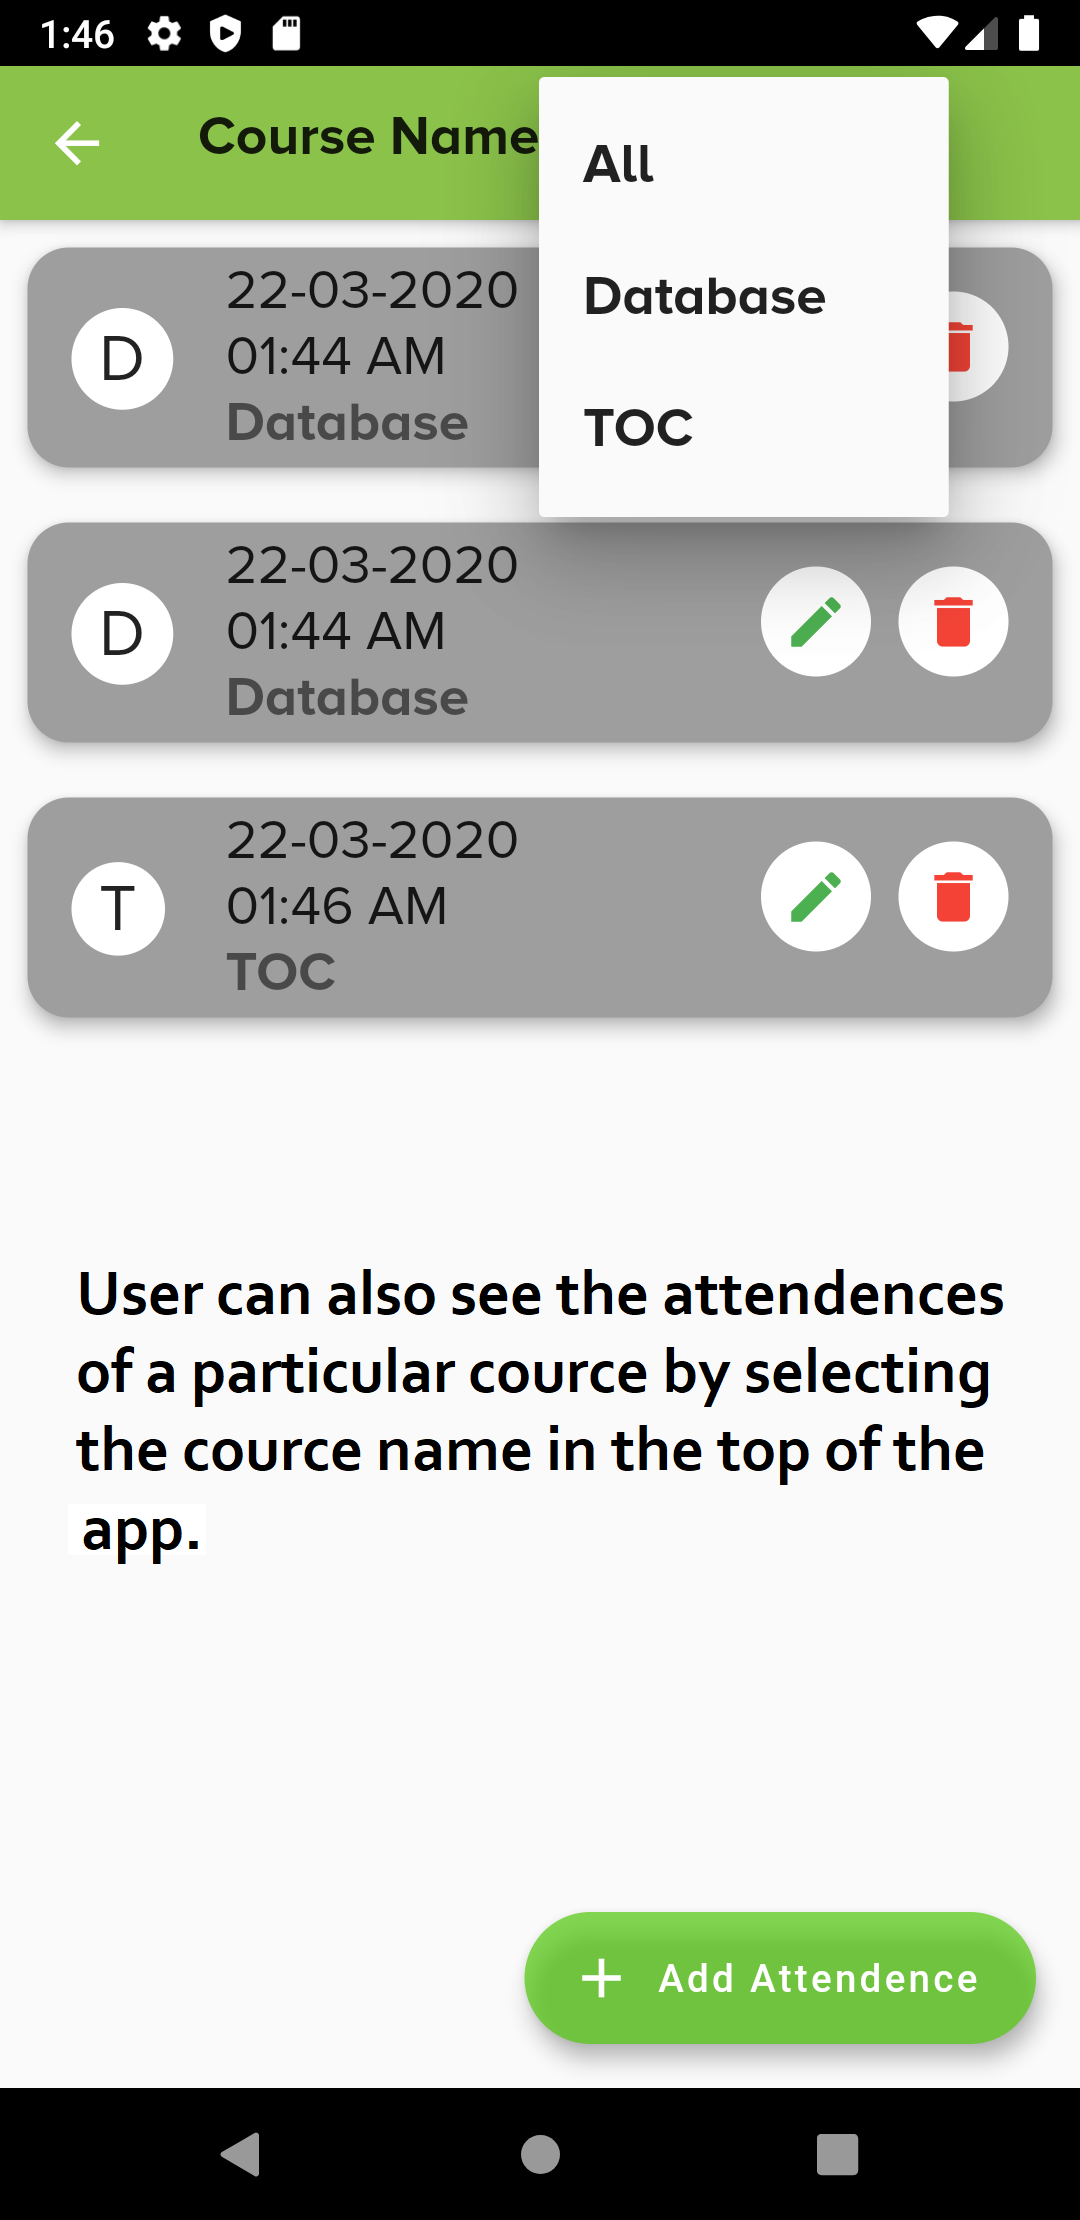 1:46
Course Name
All
Database
TOC
D
22-03-2020
01:44 AM
Database
D
22-03-2020
01:44 AM
Database
T
22-03-2020
01:46 AM
TOC
User can also see the attendences
of a particular cource by selecting
the cource name in the top of the
app.
Add Attendence